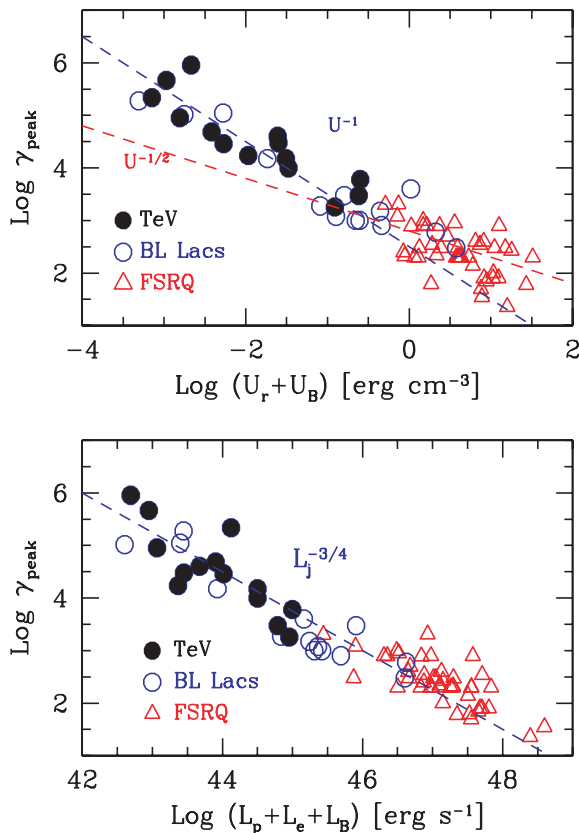 6
4
2
Log γpeak
U⁻¹
U⁻¹/²
TeV
BL Lacs
FSRQ
−4 −2 0 2
Log (Uᵣ+U_B) [erg cm⁻³]
6
4
2
Log γpeak
Lⱼ⁻³/⁴
TeV
BL Lacs
FSRQ
42 44 46 48
Log (Lₚ+Lₑ+L_B) [erg s⁻¹]